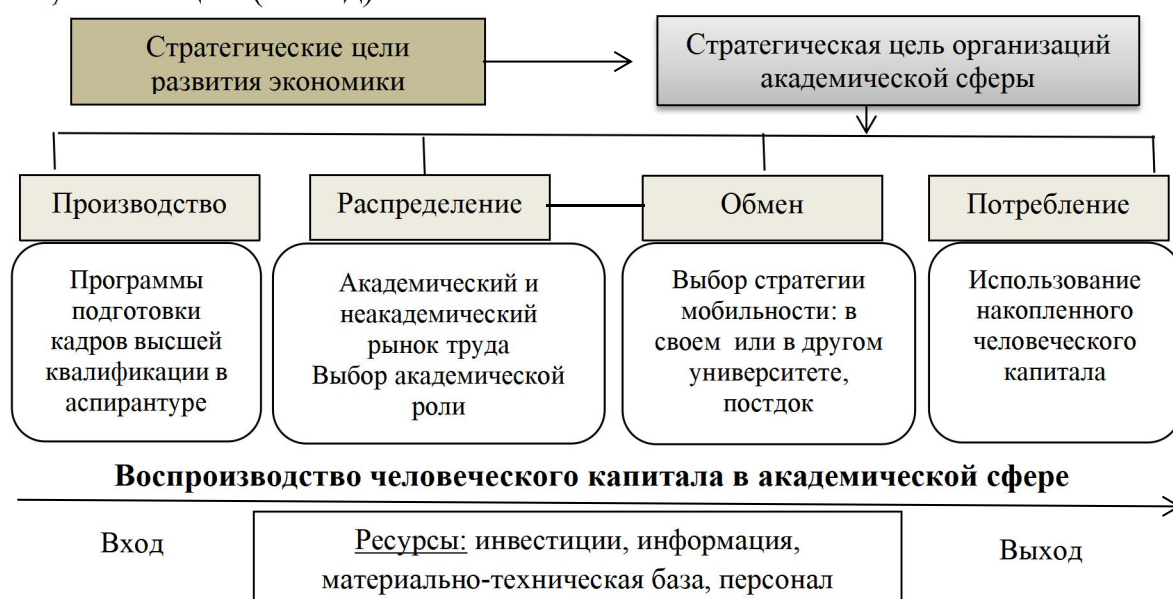 Стратегические цели
развития экономики
Стратегическая цель организаций
академической сферы
Производство
Распределение
Обмен
Потребление
Программы
подготовки
кадров высшей
квалификации в
аспирантуре
Академический и
неакадемический
рынок труда
Выбор академической
роли
Выбор стратегии
мобильности: в
своем или в другом
университете,
постдок
Использование
накопленного
человеческого
капитала
Воспроизводство человеческого капитала в академической сфере
Вход
Ресурсы: инвестиции, информация,
материально-техническая база, персонал
Выход